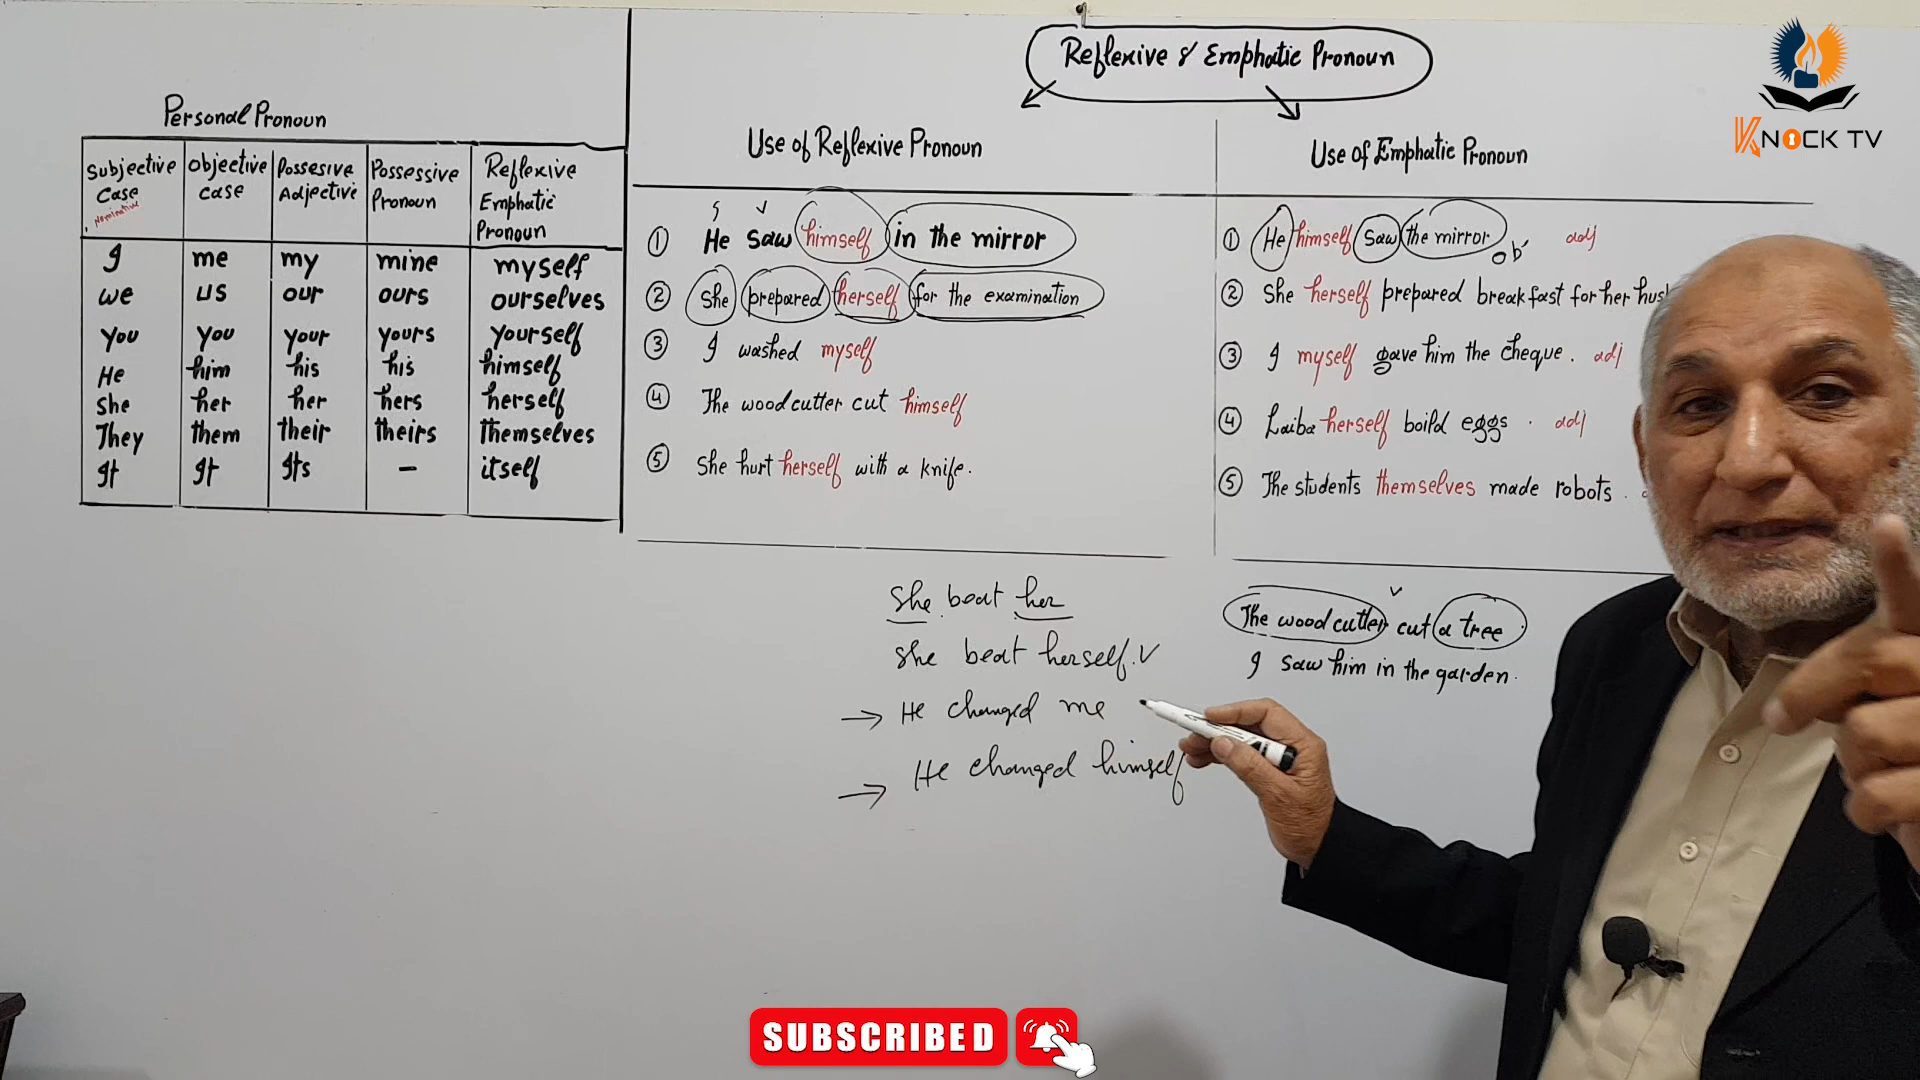 Reflexive & Emphatic Pronoun
KNOCK TV
Personal Pronoun
Subjective Case Nominative | Objective case | Possesive Adjective | Possessive Pronoun | Reflexive Emphatic Pronoun
I | me | my | mine | myself
we | us | our | ours | ourselves
You | You | your | yours | yourself
He | him | his | his | himself
She | her | her | hers | herself
They | them | their | theirs | themselves
It | It | Its | — | itself
Use of Reflexive Pronoun
S V
① He saw himself in the mirror
② She prepared herself for the examination
③ I washed myself
④ The woodcutter cut himself
⑤ She hurt herself with a knife.
Use of Emphatic Pronoun
① He himself saw the mirror ob adj
② She herself prepared breakfast for her
③ I myself gave him the cheque. adj
④ Laiba herself boild eggs . adj
⑤ The students themselves made robots .
She beat her
She beat herself. V
→ He changed me
→ He changed himself
V
The woodcutter cut a tree.
I saw him in the garden.
SUBSCRIBED